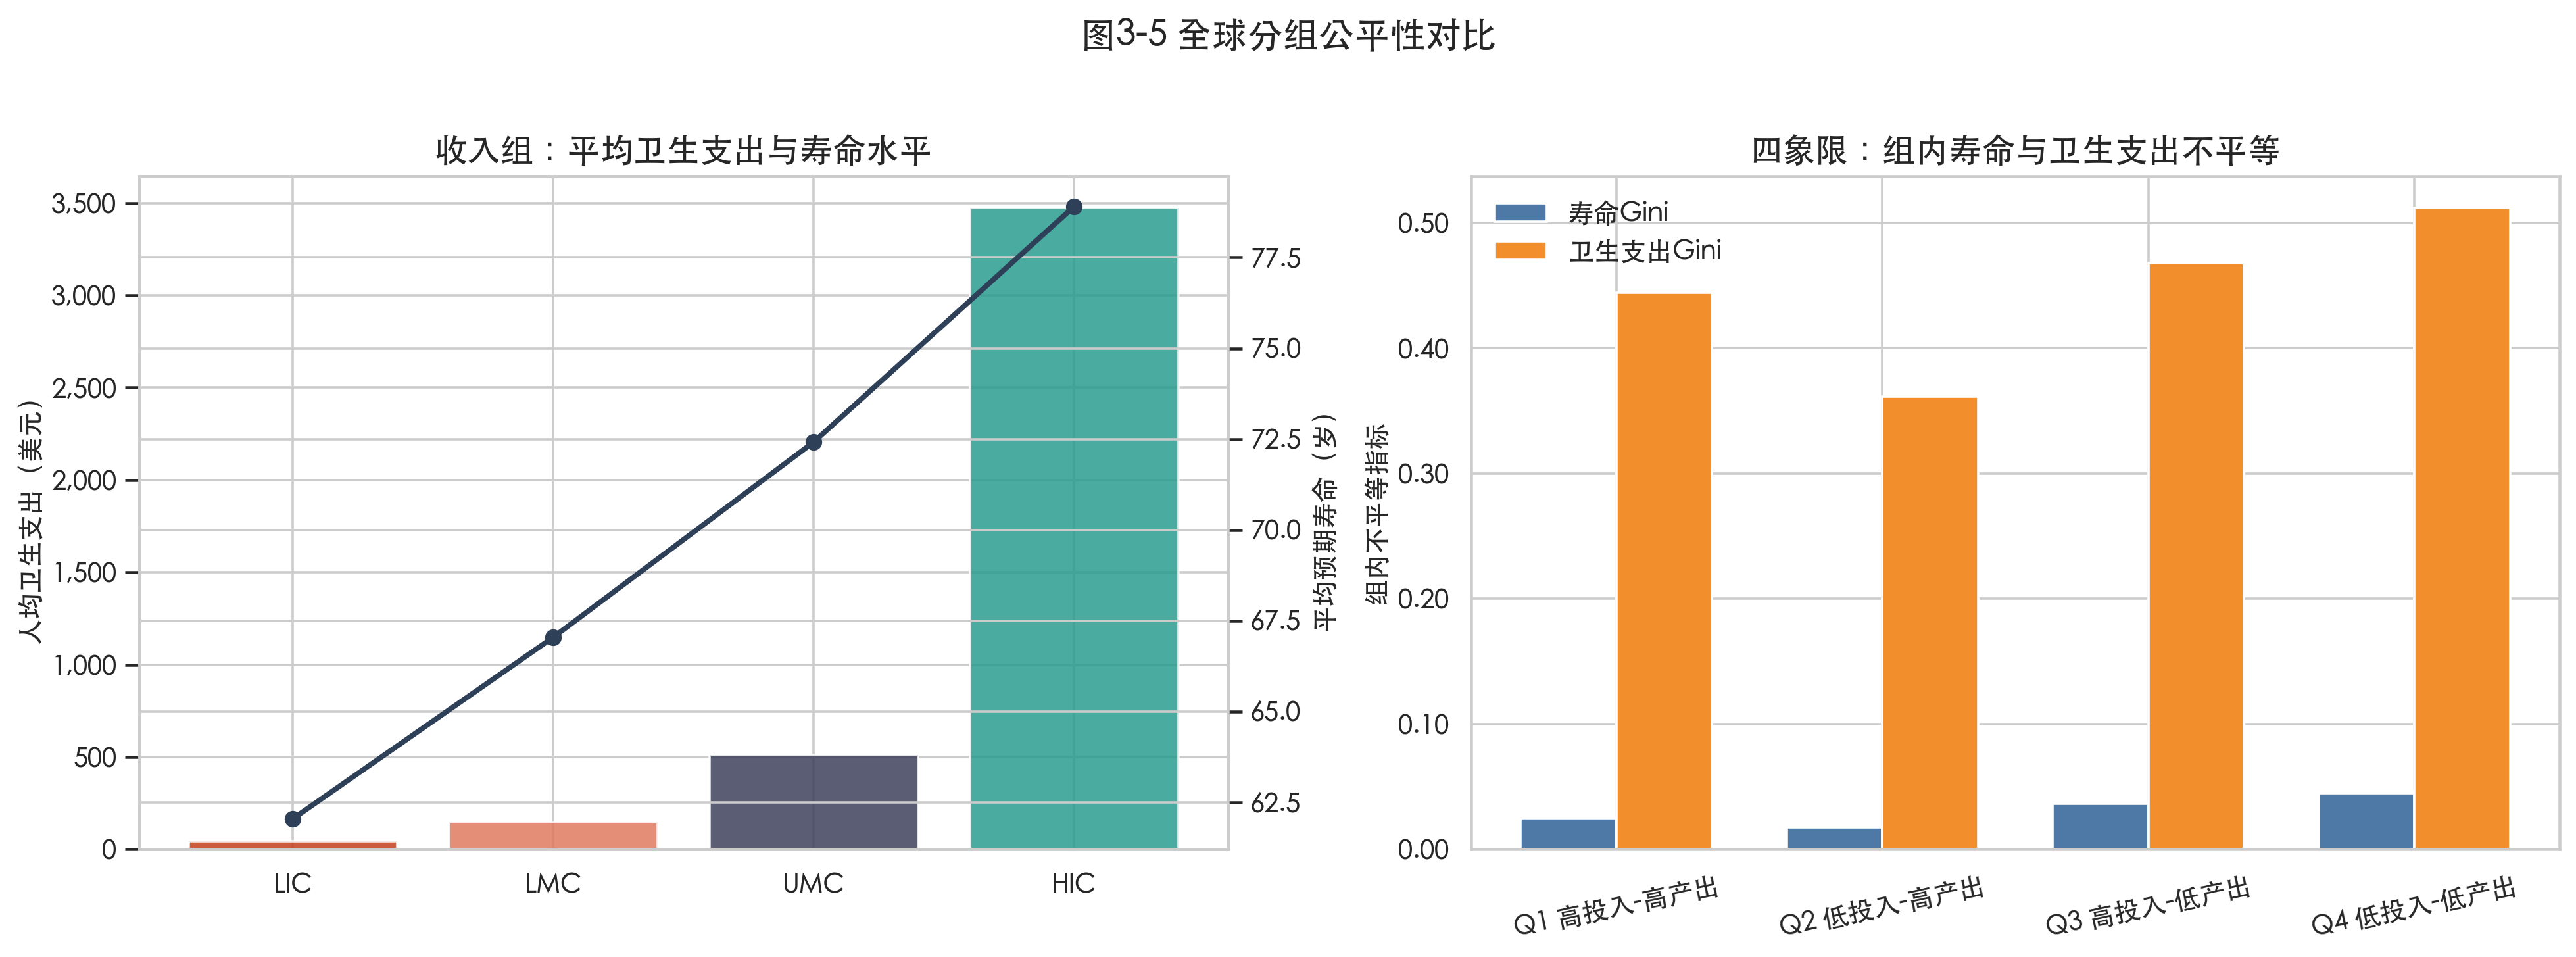 图3-5 全球分组公平性对比
收入组：平均卫生支出与寿命水平
人均卫生支出（美元）
3,500
3,000
2,500
2,000
1,500
1,000
500
0
LIC
LMC
UMC
HIC
77.5
75.0
72.5
70.0
67.5
65.0
62.5
平均预期寿命（岁）
四象限：组内寿命与卫生支出不平等
组内不平等指标
0.50
0.40
0.30
0.20
0.10
0.00
寿命Gini
卫生支出Gini
Q1 高投入-高产出
Q2 低投入-高产出
Q3 高投入-低产出
Q4 低投入-低产出